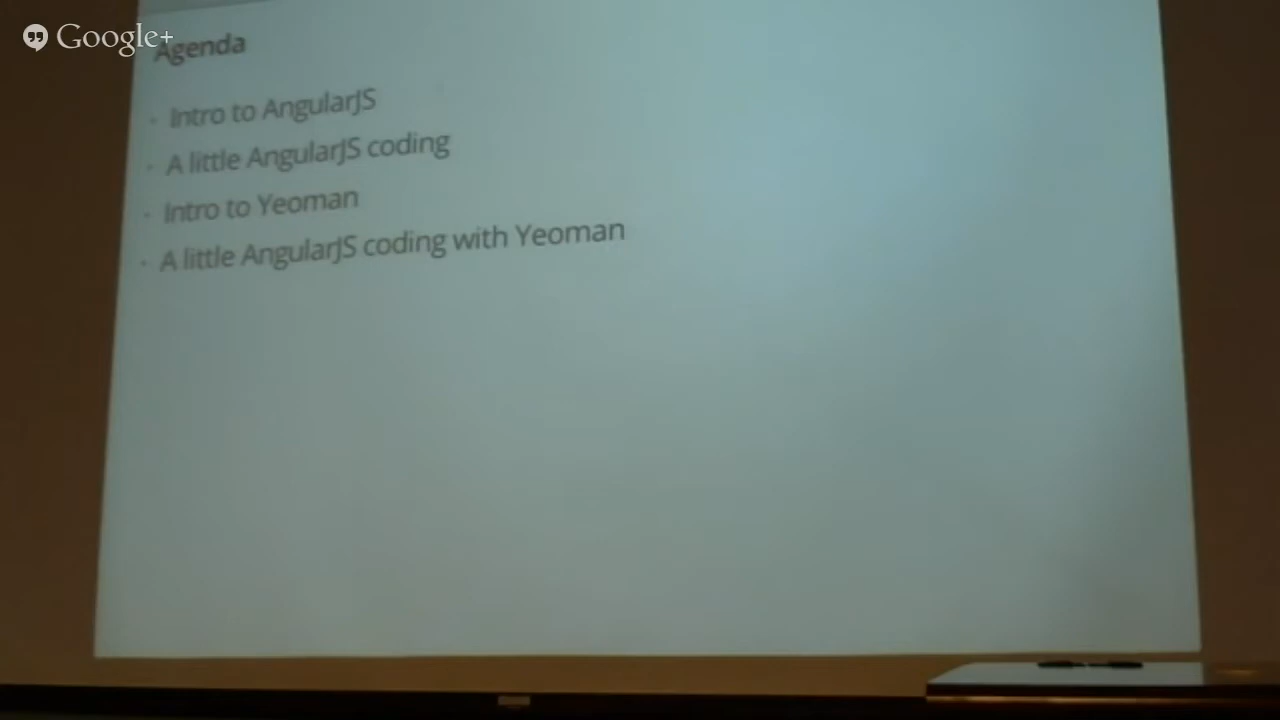 Google+
Agenda
Intro to AngularJS
A little AngularJS coding
Intro to Yeoman
A little AngularJS coding with Yeoman